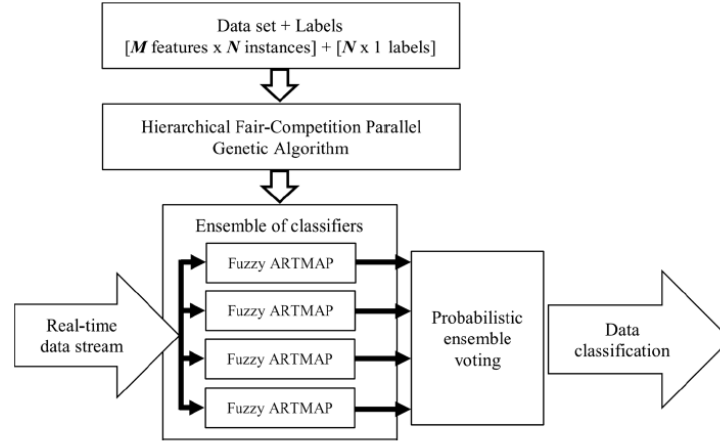 Data set + Labels
[M features x N instances] + [N x 1 labels]
Hierarchical Fair-Competition Parallel
Genetic Algorithm
Ensemble of classifiers
Fuzzy ARTMAP
Fuzzy ARTMAP
Fuzzy ARTMAP
Fuzzy ARTMAP
Real-time
data stream
Probabilistic
ensemble
voting
Data
classification